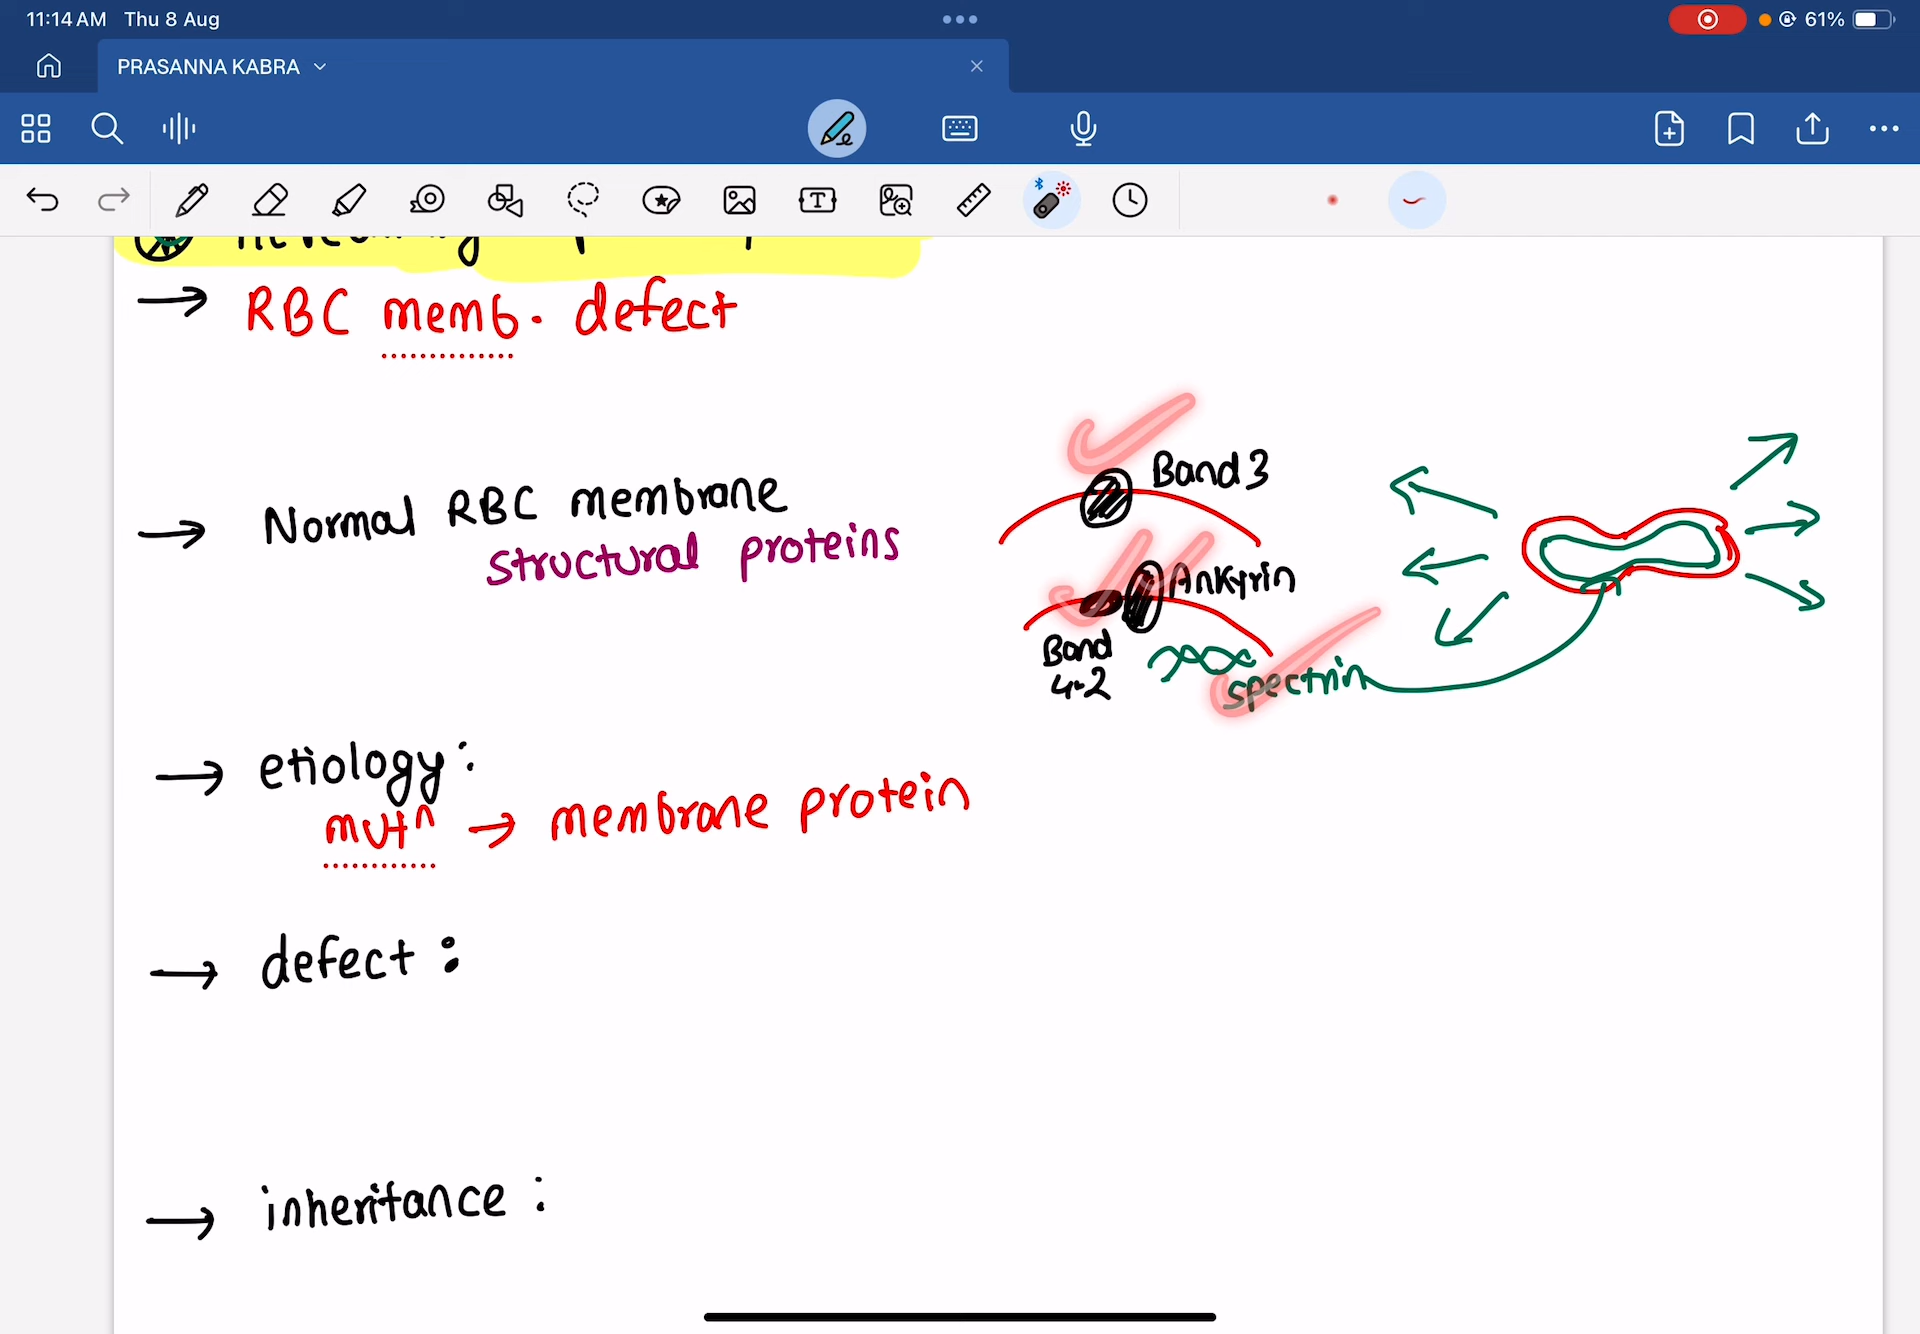 11:14 AM Thu 8 Aug
61%
PRASANNA KABRA
→ RBC memb. defect
→ Normal RBC membrane
structural proteins
Band 3
Ankyrin
Band
4.2
spectrin
→ etiology:
mutⁿ → membrane protein
→ defect :
→ inheritance :